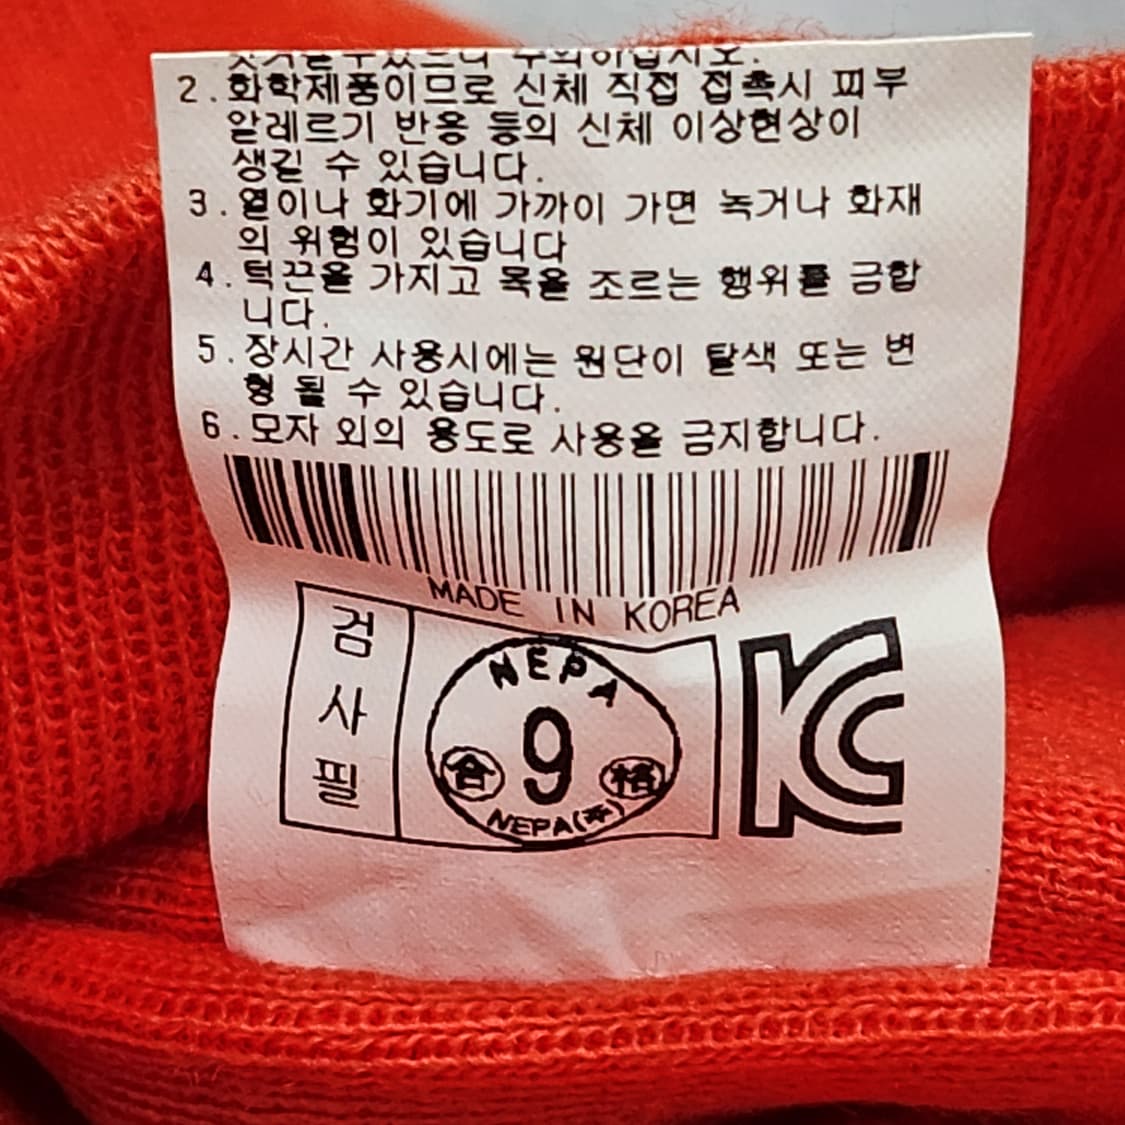 2. 화학제품이므로 신체 직접 접촉시 피부
알레르기 반응 등의 신체 이상현상이
생길 수 있습니다.
3. 열이나 화기에 가까이 가면 녹거나 화재
의 위험이 있습니다
4. 턱끈을 가지고 목을 조르는 행위를 금합
니다.
5. 장시간 사용시에는 원단이 탈색 또는 변
형 될 수 있습니다.
6. 모자 외의 용도로 사용을 금지합니다.
MADE IN KOREA
검사필
NEPA
9
合 格
NEPA(주)
KC